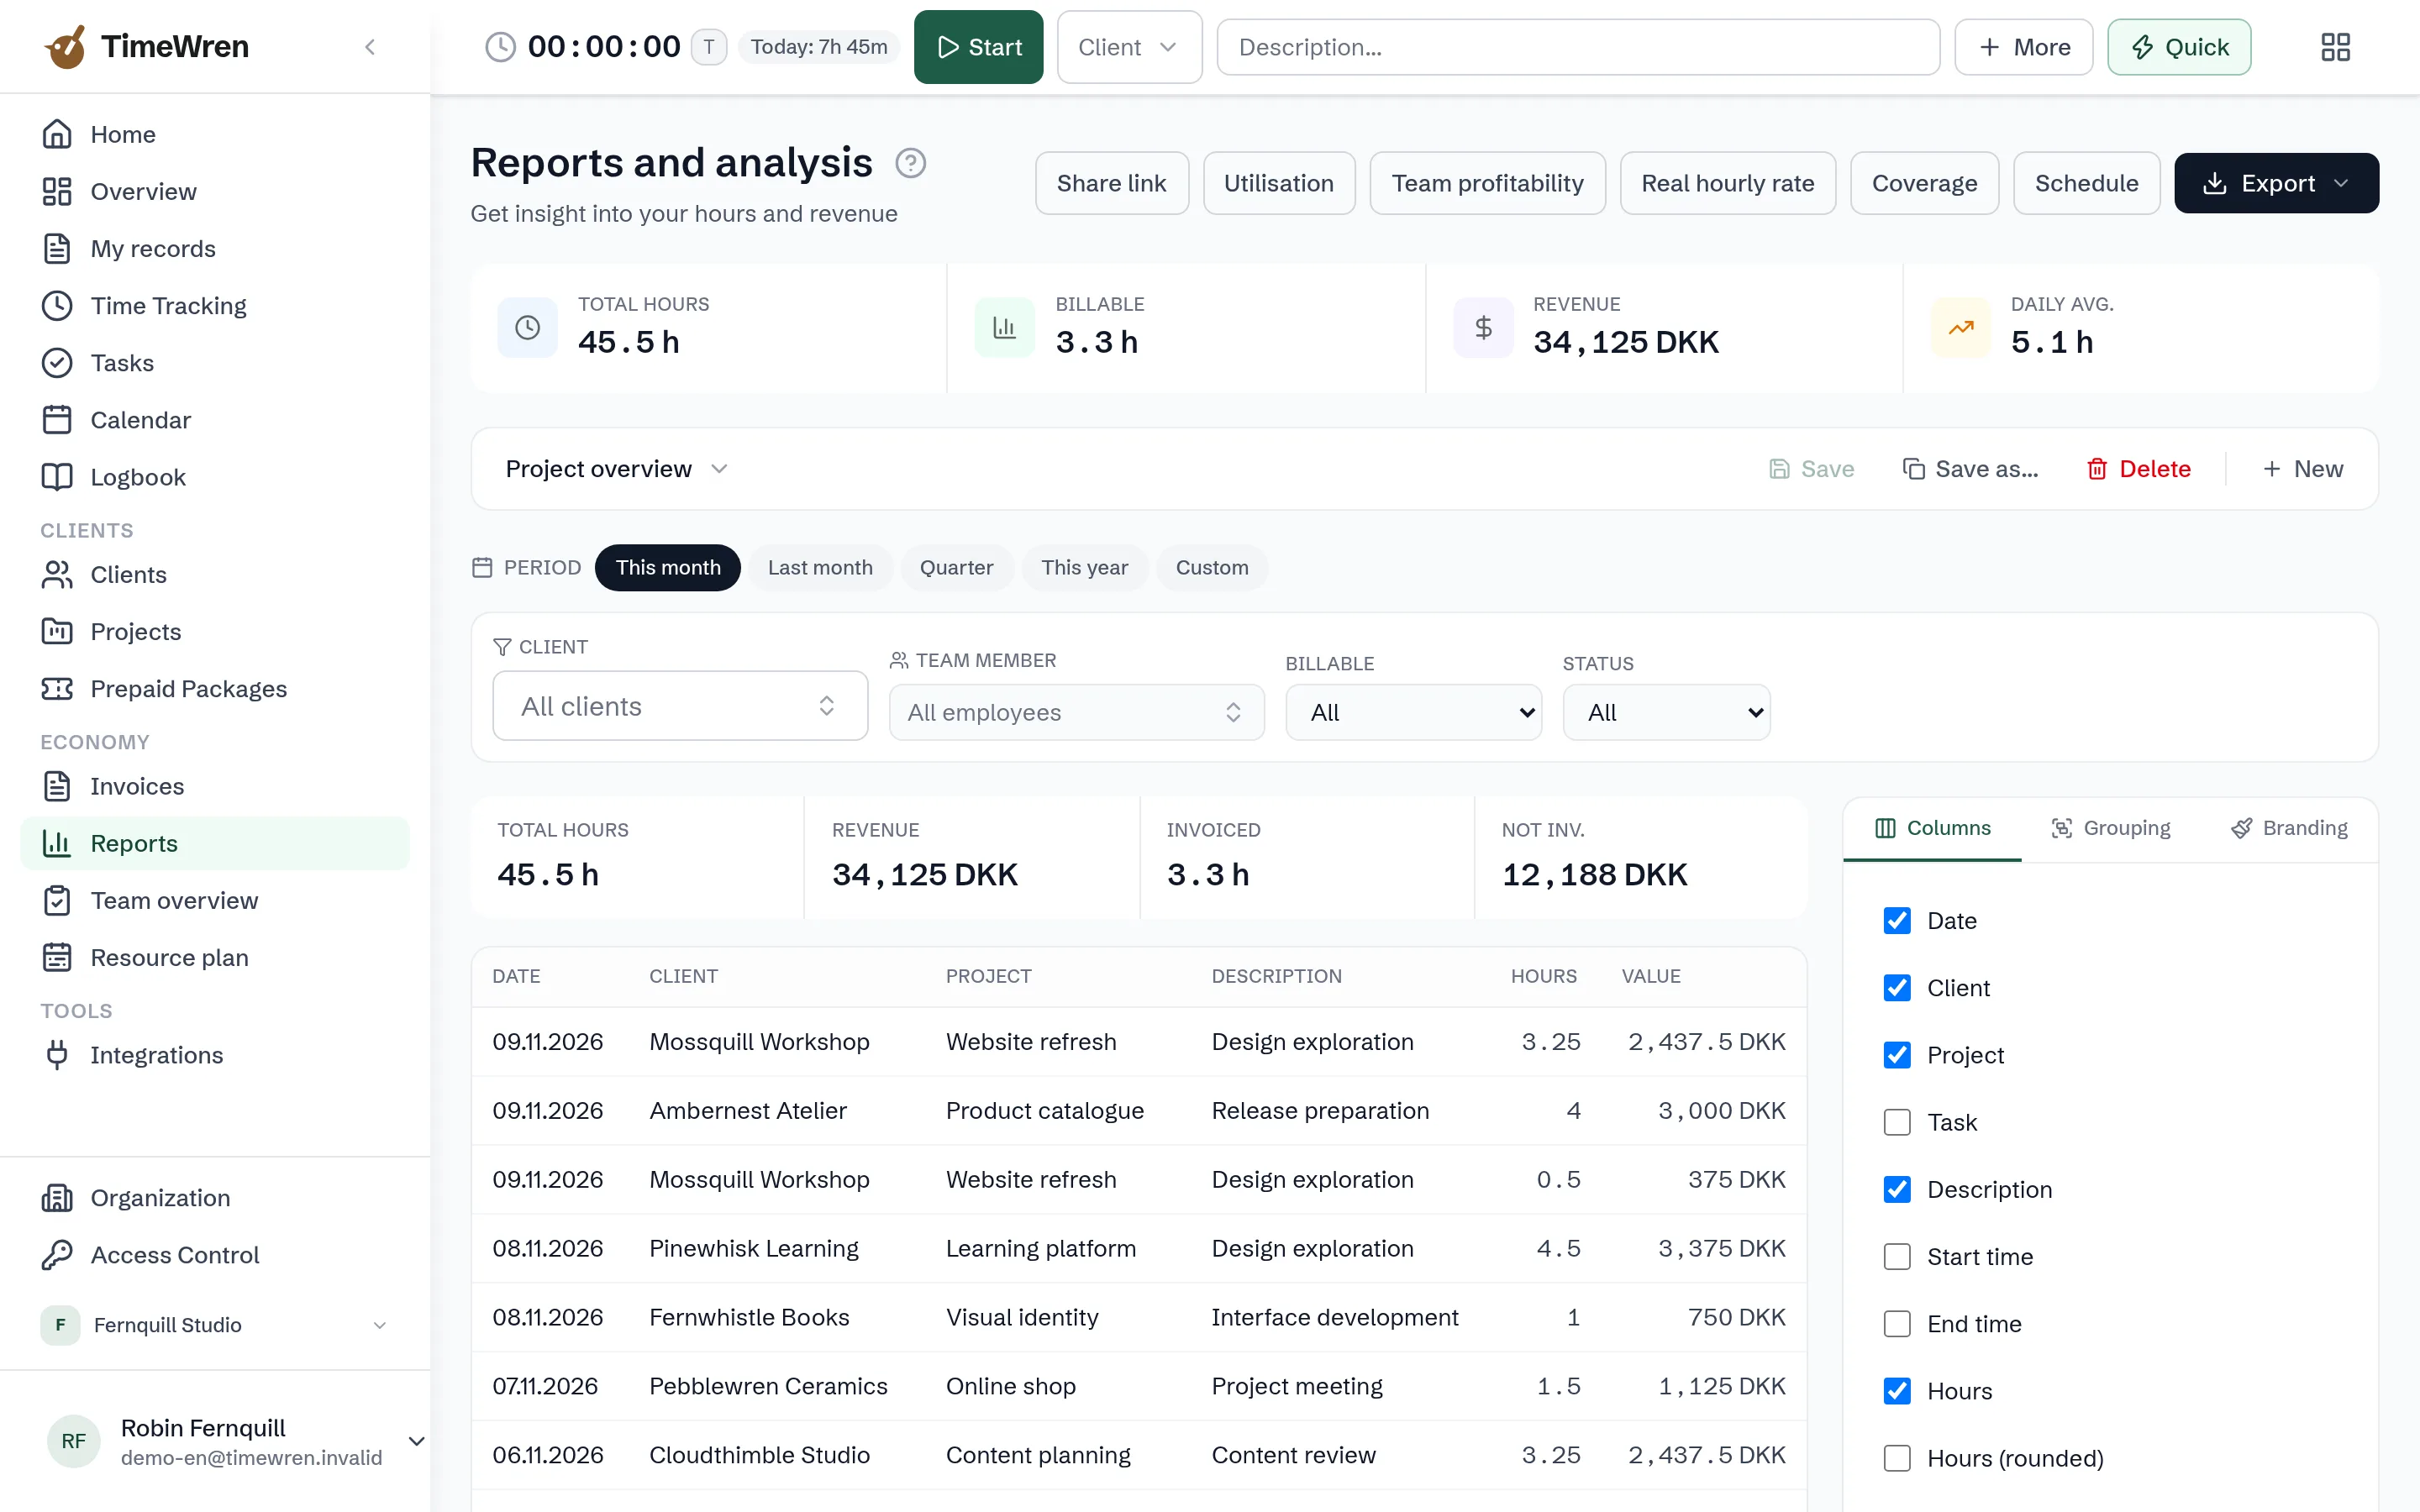 TimeWren
00:00:00 T Today: 7h 45m Start Client Description... More Quick
Home
Overview
My records
Time Tracking
Tasks
Calendar
Logbook
CLIENTS
Clients
Projects
Prepaid Packages
ECONOMY
Invoices
Reports
Team overview
Resource plan
TOOLS
Integrations
Organization
Access Control
F Fernquill Studio
RF Robin Fernquill
demo-en@timewren.invalid
Reports and analysis ?
Get insight into your hours and revenue
Share link Utilisation Team profitability Real hourly rate Coverage Schedule Export
TOTAL HOURS
45.5 h
BILLABLE
3.3 h
REVENUE
34,125 DKK
DAILY AVG.
5.1 h
Project overview Save Save as... Delete New
PERIOD This month Last month Quarter This year Custom
CLIENT
All clients
TEAM MEMBER
All employees
BILLABLE
All
STATUS
All
TOTAL HOURS
45.5 h
REVENUE
34,125 DKK
INVOICED
3.3 h
NOT INV.
12,188 DKK
DATE CLIENT PROJECT DESCRIPTION HOURS VALUE
09.11.2026 Mossquill Workshop Website refresh Design exploration 3.25 2,437.5 DKK
09.11.2026 Ambernest Atelier Product catalogue Release preparation 4 3,000 DKK
09.11.2026 Mossquill Workshop Website refresh Design exploration 0.5 375 DKK
08.11.2026 Pinewhisk Learning Learning platform Design exploration 4.5 3,375 DKK
08.11.2026 Fernwhistle Books Visual identity Interface development 1 750 DKK
07.11.2026 Pebblewren Ceramics Online shop Project meeting 1.5 1,125 DKK
06.11.2026 Cloudthimble Studio Content planning Content review 3.25 2,437.5 DKK
Columns Grouping Branding
Date
Client
Project
Task
Description
Start time
End time
Hours
Hours (rounded)